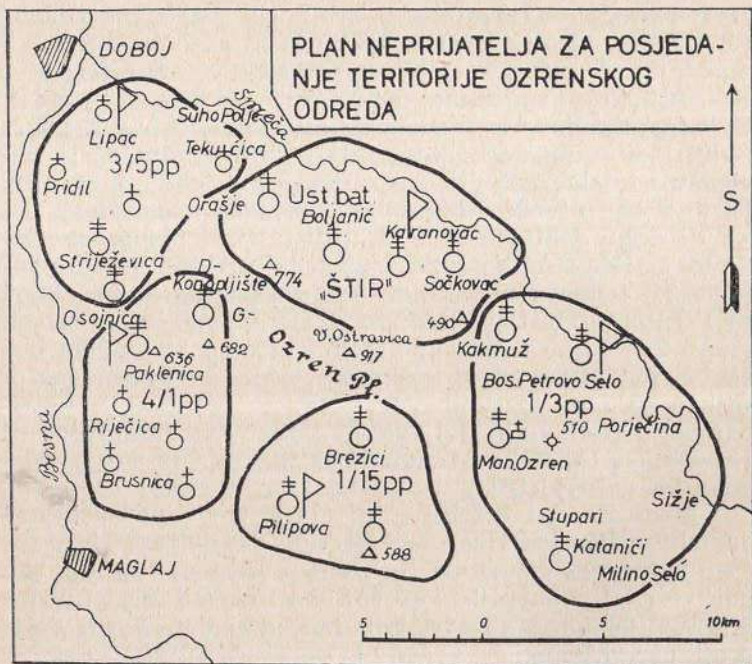 PLAN NEPRIJATELJA ZA POSJEDA-
NJE TERITORIJE OZRENSKOG
ODREDA
DOBOJ
Spreča
Suho Polje
Lipac
Tekućica
3/5pp
Pridil
Orašje
Ust.bat
Boljanić
Karanovac
S
Striježevica
D-
Konopljište
774
„ŠTIR“
Sočkovac
Osojnica
G-
V.Ostravica
490
Kakmuž
636
682
917
Ozren Pl.
Paklenica
Bos.Petrovo Selo
4/1pp
1/3pp
Riječica
510
Porječina
Brezici
Man.Ozren
1/15pp
Bosna
Brusnica
Sižje
Pilipova
Stupari
588
Katanići
MAGLAJ
Milino Selo
5
0
5
10km